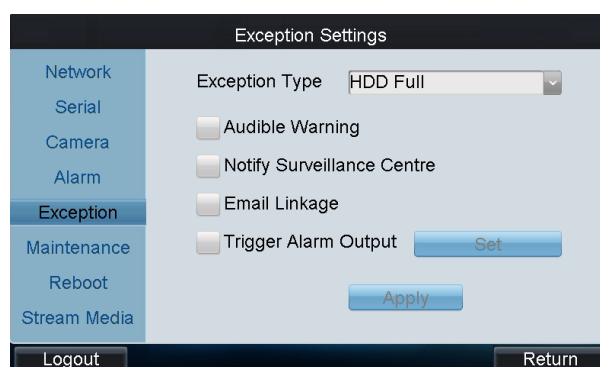 Exception Settings
Network
Serial
Camera
Alarm
Exception
Maintenance
Reboot
Stream Media
Exception Type HDD Full
Audible Warning
Notify Surveillance Centre
Email Linkage
Trigger Alarm Output Set
Apply
Logout Return